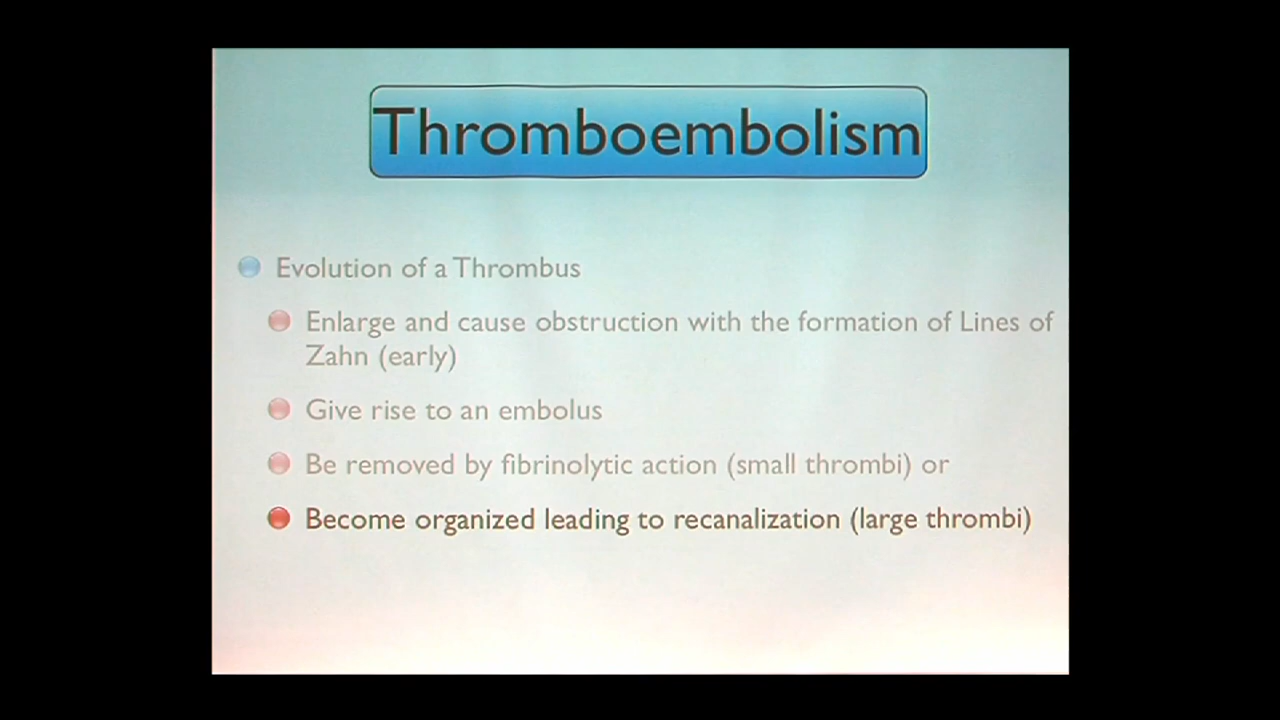 Thromboembolism
Evolution of a Thrombus
Enlarge and cause obstruction with the formation of Lines of
Zahn (early)
Give rise to an embolus
Be removed by fibrinolytic action (small thrombi) or
Become organized leading to recanalization (large thrombi)